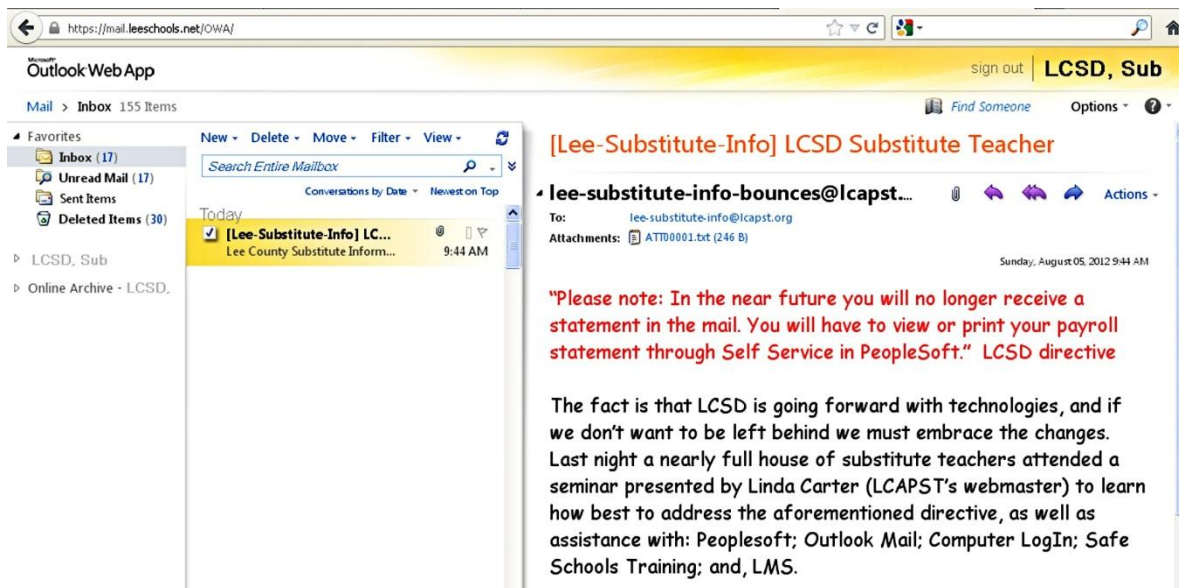 https://mail.leeschools.net/OWA/
Microsoft
Outlook Web App
sign out | LCSD, Sub
Mail > Inbox 155 Items
Find Someone Options
Favorites
Inbox (17)
Unread Mail (17)
Sent Items
Deleted Items (30)
LCSD, Sub
Online Archive - LCSD,
New Delete Move Filter View
Search Entire Mailbox
Conversations by Date Newest on Top
Today
[Lee-Substitute-Info] LC...
Lee County Substitute Inform... 9:44 AM
[Lee-Substitute-Info] LCSD Substitute Teacher
lee-substitute-info-bounces@lcapst.... Actions
To: lee-substitute-info@lcapst.org
Attachments: ATT00001.txt (246 B)
Sunday, August 05, 2012 9:44 AM
"Please note: In the near future you will no longer receive a
statement in the mail. You will have to view or print your payroll
statement through Self Service in PeopleSoft." LCSD directive
The fact is that LCSD is going forward with technologies, and if
we don't want to be left behind we must embrace the changes.
Last night a nearly full house of substitute teachers attended a
seminar presented by Linda Carter (LCAPST's webmaster) to learn
how best to address the aforementioned directive, as well as
assistance with: Peoplesoft; Outlook Mail; Computer LogIn; Safe
Schools Training; and, LMS.